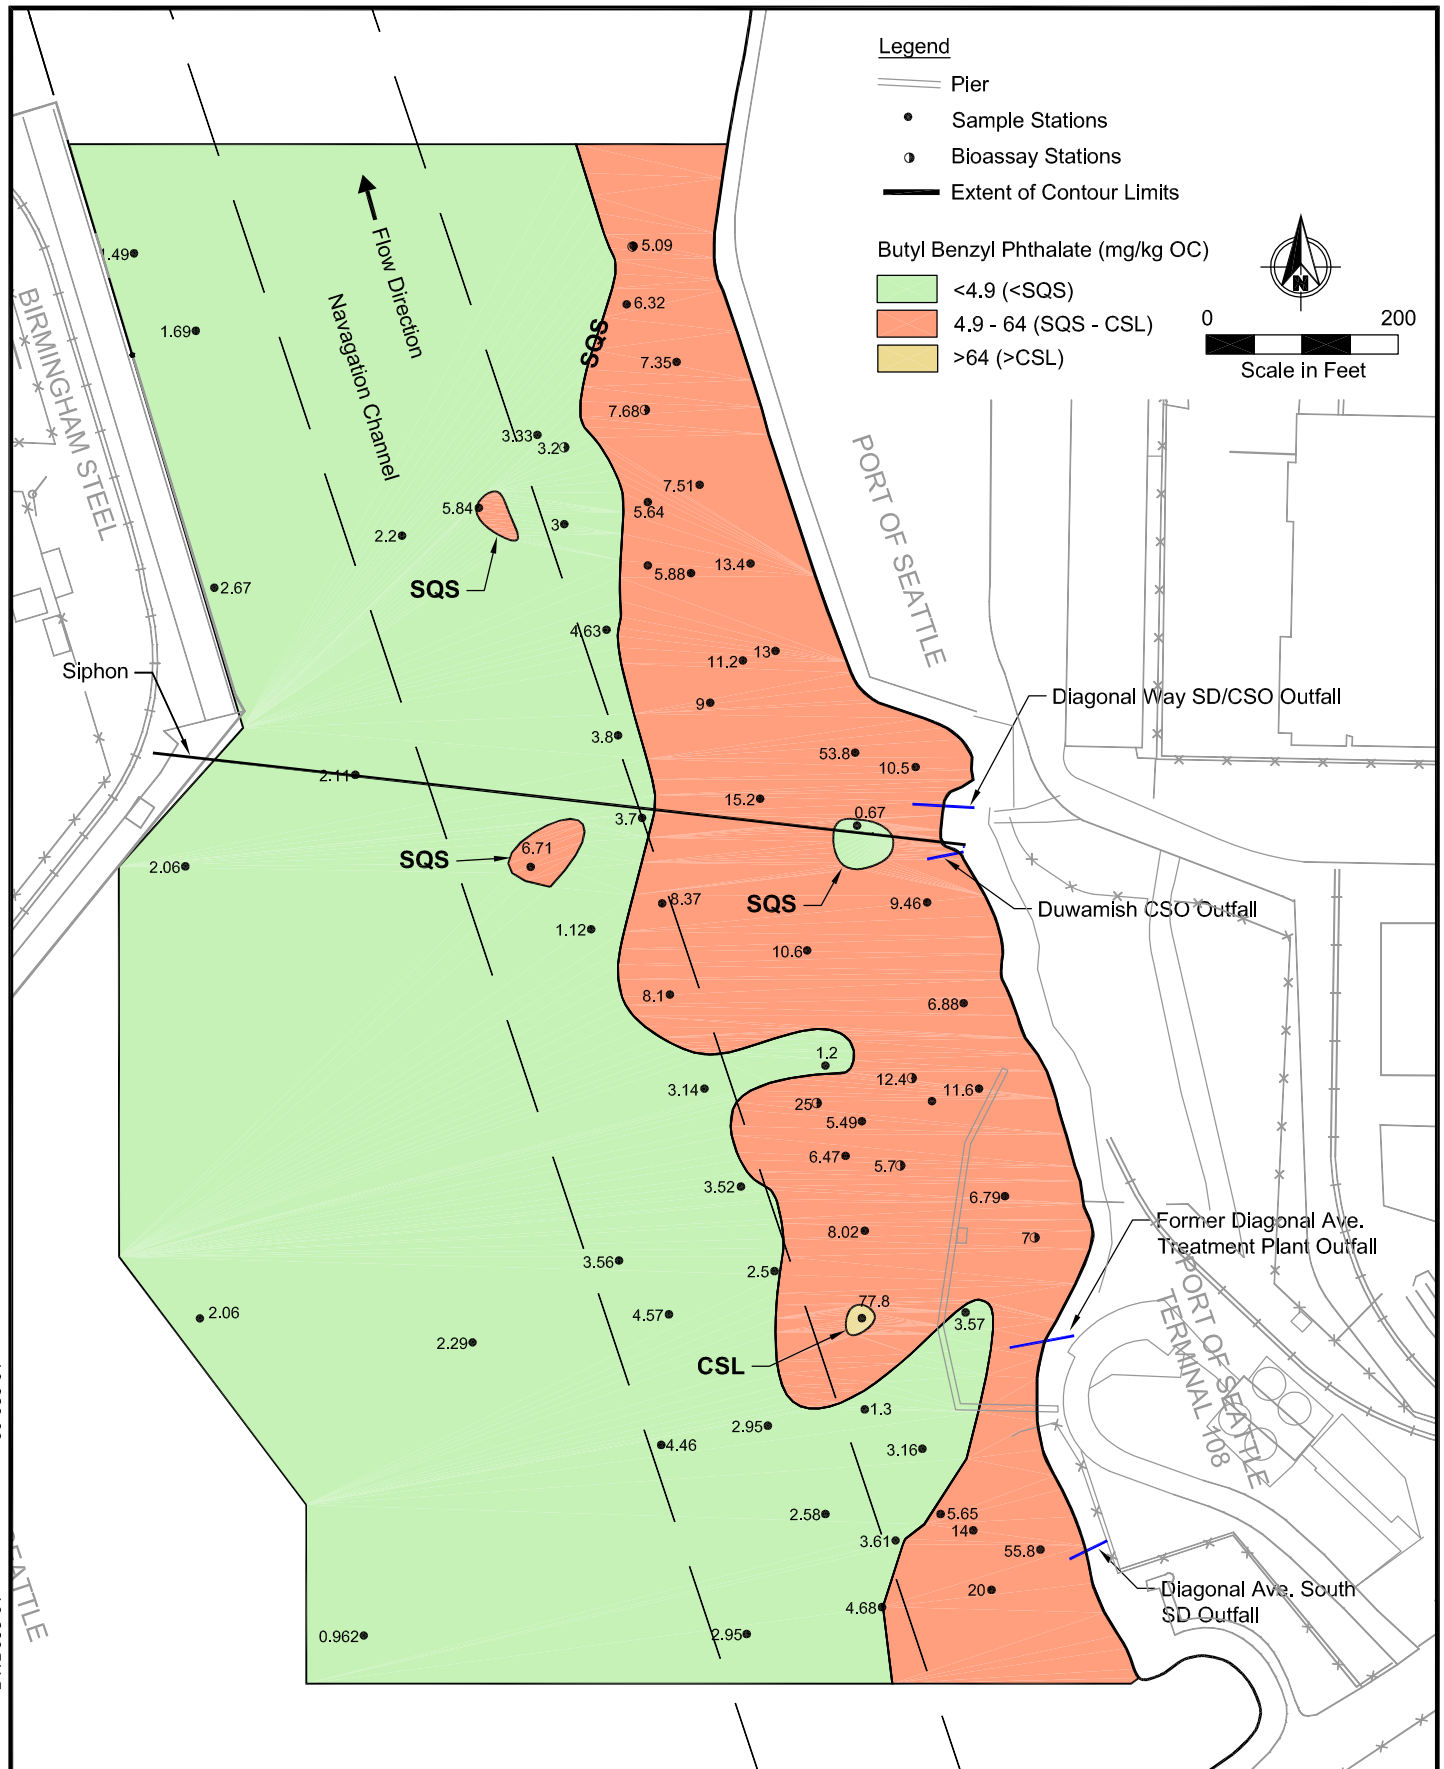 Legend
Pier
Sample Stations
Bioassay Stations
Extent of Contour Limits
Butyl Benzyl Phthalate (mg/kg OC)
<4.9 (<SQS)
4.9 - 64 (SQS - CSL)
>64 (>CSL)
N
0 200
Scale in Feet
Flow Direction
Navagation Channel
BIRMINGHAM STEEL
PORT OF SEATTLE
SQS
.49
5.09
1.69
6.32
7.35
7.68
3.33
3.2
7.51
5.84
5.64
3
2.2
SQS
5.88
13.4
2.67
4.63
13
11.2
Siphon
9
Diagonal Way SD/CSO Outfall
3.8
53.8
10.5
2.11
15.2
3.7
0.67
6.71
SQS
2.06
8.37
SQS
9.46
Duwamish CSO Outfall
1.12
10.6
8.1
6.88
1.2
3.14
12.4
11.6
25
5.49
6.47
5.7
3.52
6.79
8.02
7
Former Diagonal Ave.
Treatment Plant Outfall
3.56
2.5
PORT OF SEATTLE
TERMINAL 108
2.06
4.57
77.8
3.57
2.29
CSL
1.3
2.95
4.46
3.16
2.58
5.65
14
3.61
55.8
20
Diagonal Ave. South
SD Outfall
4.68
0.962
2.95
EATTLE